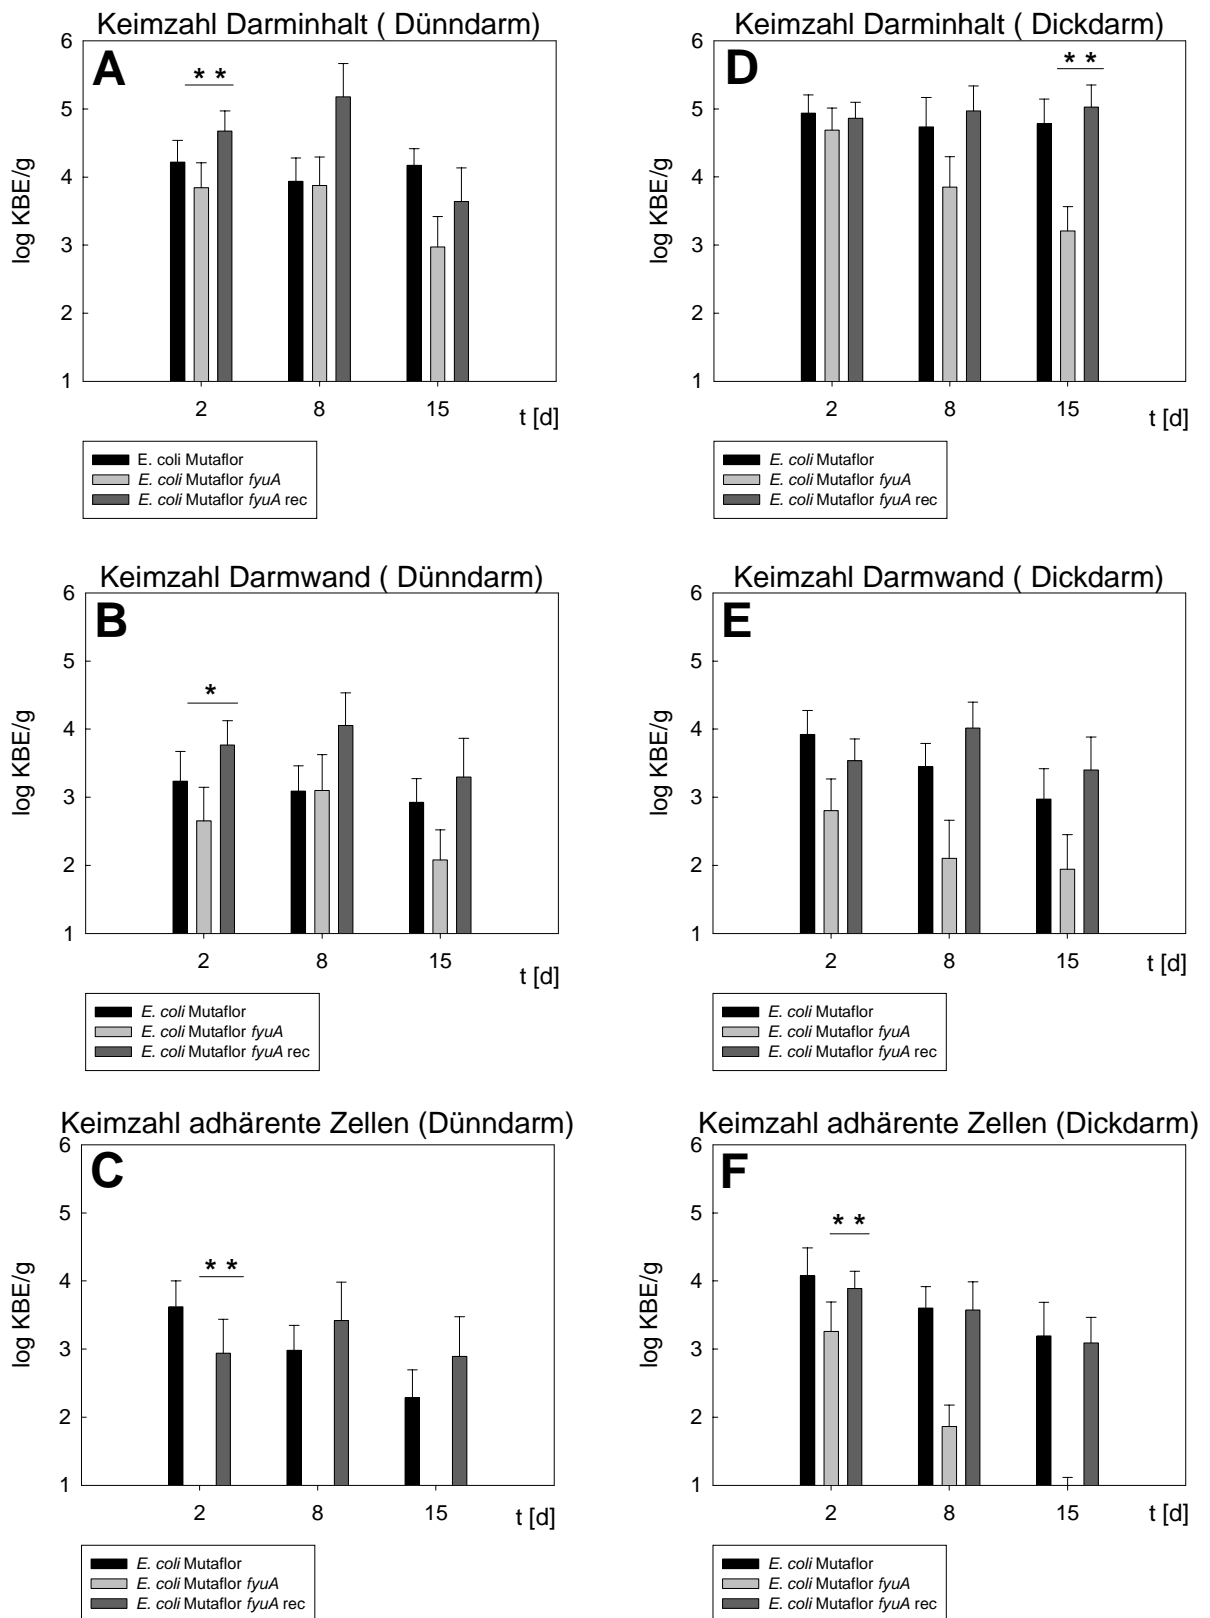 Keimzahl Darminhalt ( Dünndarm)
A
* *
log KBE/g
6
5
4
3
2
1
2 8 15
t [d]
E. coli Mutaflor
E. coli Mutaflor fyuA
E. coli Mutaflor fyuA rec
Keimzahl Darminhalt ( Dickdarm)
D
* *
log KBE/g
6
5
4
3
2
1
2 8 15
t [d]
E. coli Mutaflor
E. coli Mutaflor fyuA
E. coli Mutaflor fyuA rec
Keimzahl Darmwand ( Dünndarm)
B
*
log KBE/g
6
5
4
3
2
1
2 8 15
t [d]
E. coli Mutaflor
E. coli Mutaflor fyuA
E. coli Mutaflor fyuA rec
Keimzahl Darmwand ( Dickdarm)
E
log KBE/g
6
5
4
3
2
1
2 8 15
t [d]
E. coli Mutaflor
E. coli Mutaflor fyuA
E. coli Mutaflor fyuA rec
Keimzahl adhärente Zellen (Dünndarm)
C
* *
log KBE/g
6
5
4
3
2
1
2 8 15
t [d]
E. coli Mutaflor
E. coli Mutaflor fyuA
E. coli Mutaflor fyuA rec
Keimzahl adhärente Zellen (Dickdarm)
F
* *
log KBE/g
6
5
4
3
2
1
2 8 15
t [d]
E. coli Mutaflor
E. coli Mutaflor fyuA
E. coli Mutaflor fyuA rec